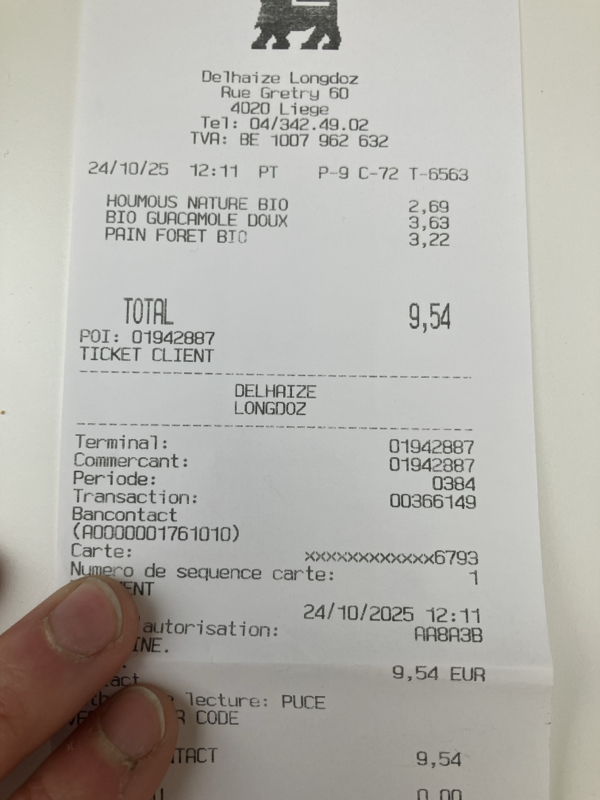 Delhaize Longdoz
Rue Gretry 60
4020 Liege
Tel: 04/342.49.02
TVA: BE 1007 962 632
24/10/25 12:11 PT P-9 C-72 T-6563
HOUMOUS NATURE BIO 2,69
BIO GUACAMOLE DOUX 3,63
PAIN FORET BIO 3,22
TOTAL 9,54
POI: 01942887
TICKET CLIENT
DELHAIZE
LONGDOZ
Terminal: 01942887
Commercant: 01942887
Periode: 0384
Transaction: 00366149
Bancontact
(A0000001761010)
Carte: xxxxxxxxxxxxx6793
Numero de sequence carte: 1
24/10/2025 12:11
autorisation: AA8A3B
9,54 EUR
lecture: PUCE
CODE
9,54
0,00